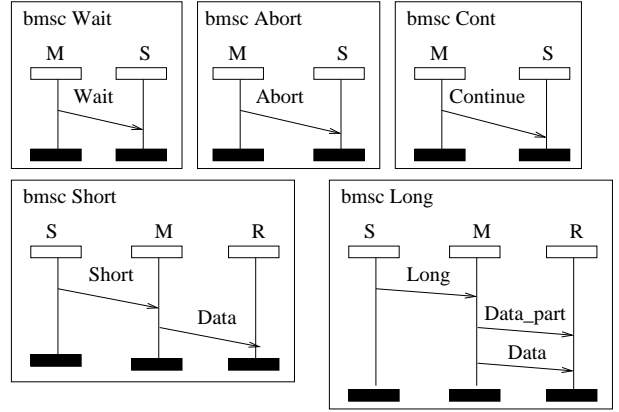 bmsc Wait
M S
Wait
bmsc Abort
M S
Abort
bmsc Cont
M S
Continue
bmsc Short
S M R
Short
Data
bmsc Long
S M R
Long
Data_part
Data